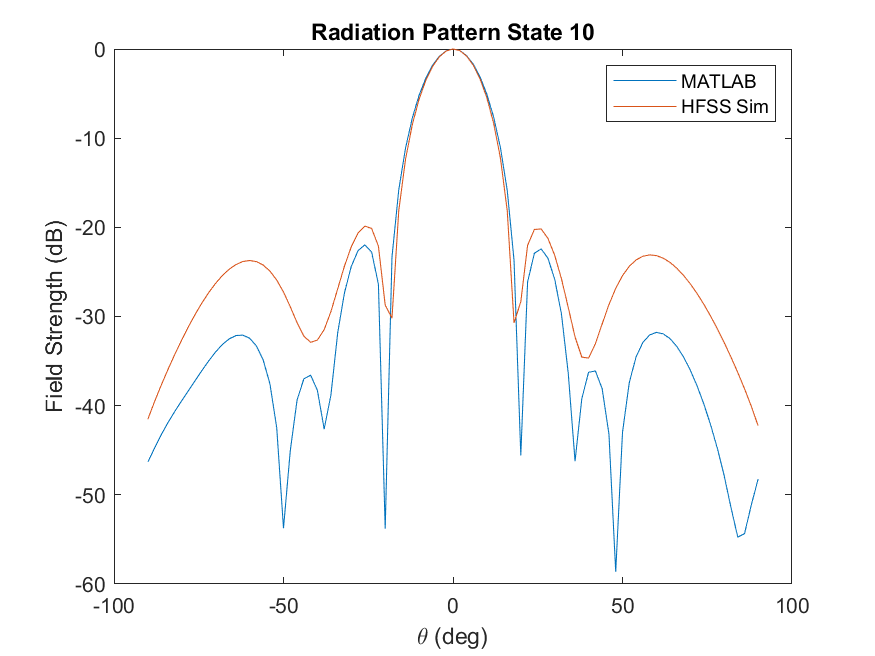 Radiation Pattern State 10
MATLAB
HFSS Sim
Field Strength (dB)
0
-10
-20
-30
-40
-50
-60
-100
-50
0
50
100
θ (deg)